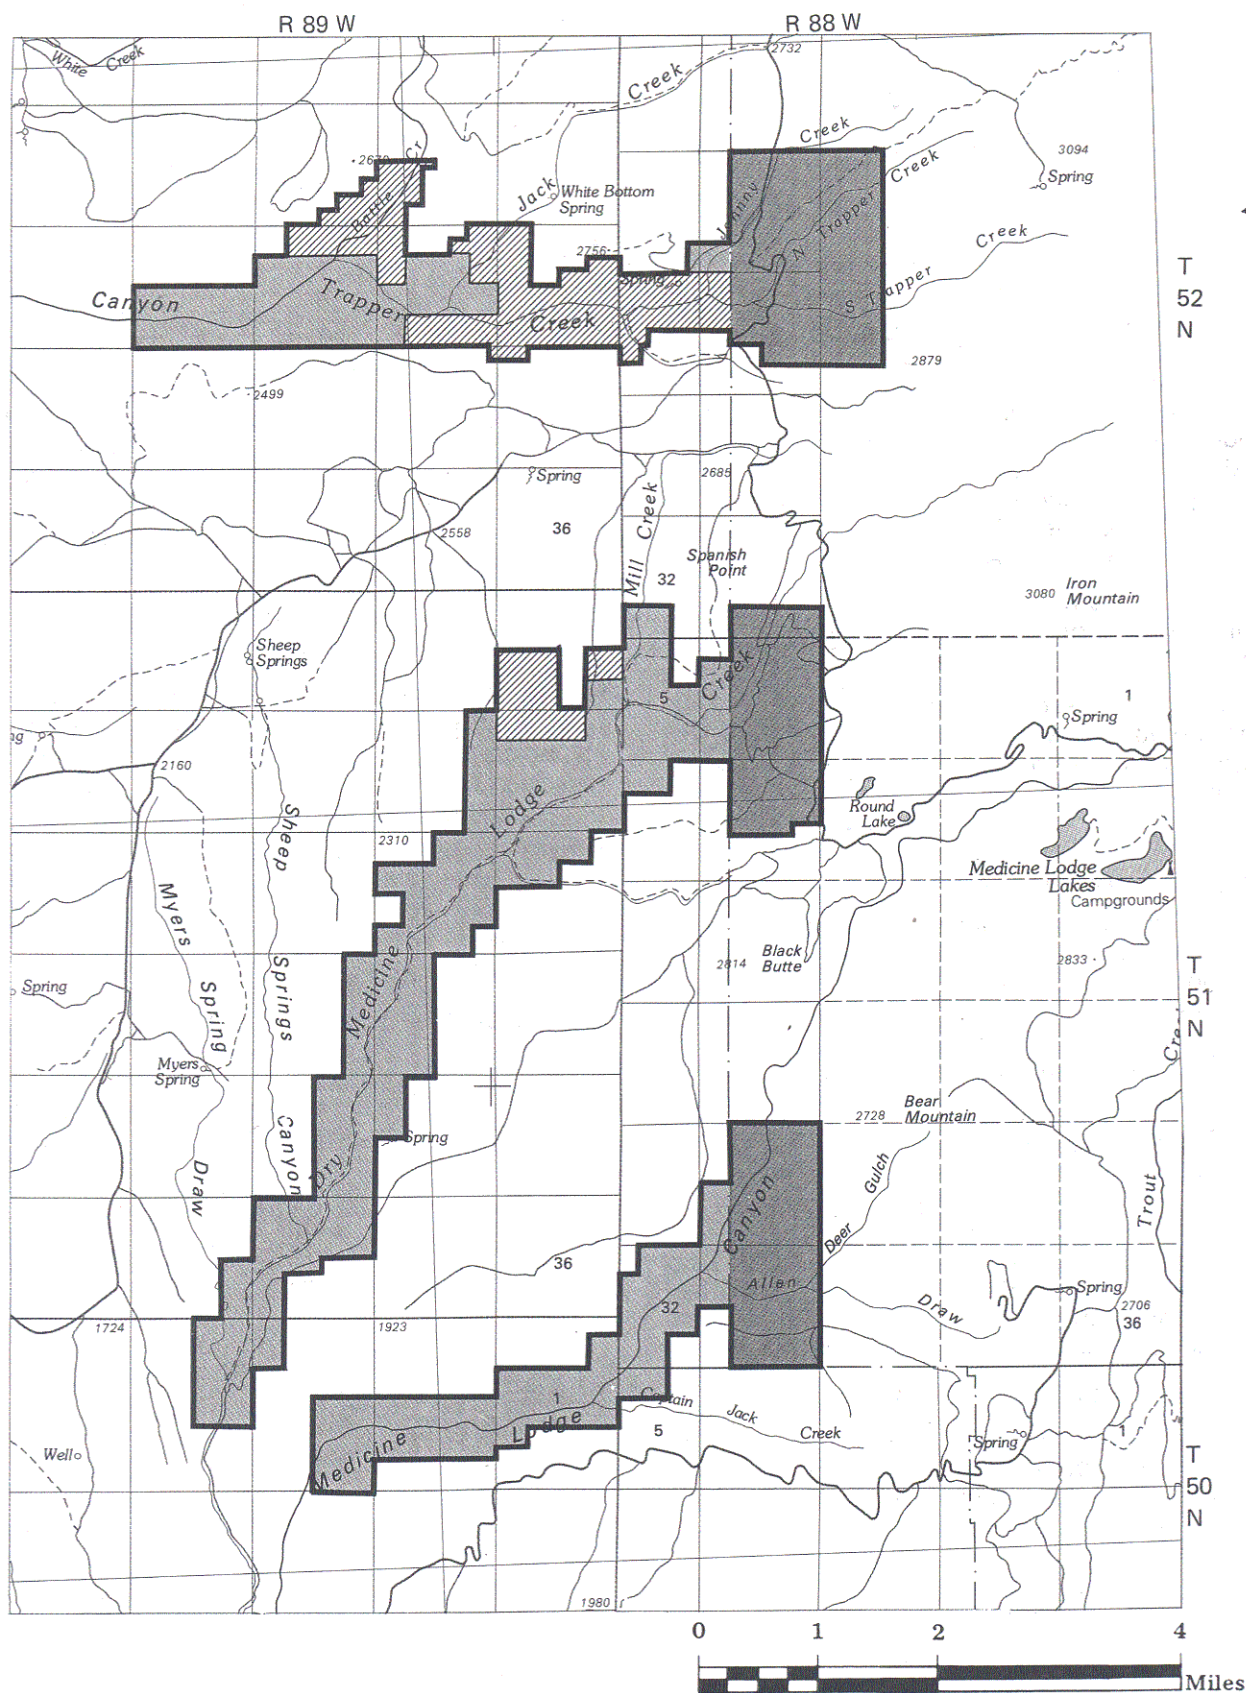 R 89 W
R 88 W
White Creek
Creek
2732
Creek
3094
2670
Cr
Battle
Jack
White Bottom
Spring
Johnny
Creek
Spring
N Trapper
Creek
2756
Spring
S Trapper
T
52
N
Canyon
Trapper
Creek
2879
2499
Spring
2685
Creek
2558
36
Spanish
Point
Mill
32
Iron
Mountain
3080
Sheep
Springs
Creek
5
1
Spring
ng
2160
Round
Lake
Lodge
Sheep
2310
Medicine Lodge
Lakes
Campgrounds
Myers
Medicine
Black
Butte
2814
2833
T
51
N
Spring
Springs
Spring
Cre
Myers
Spring
Bear
Mountain
2728
Canyon
Spring
Gulch
Dry
Draw
Canyon
Trout
Deer
36
Allen
Spring
32
Draw
2706
36
1724
1923
1
Captain
Jack
Lodge
5
Creek
1
Medicine
Well
Spring
T
50
N
1980
0
1
2
4
Miles